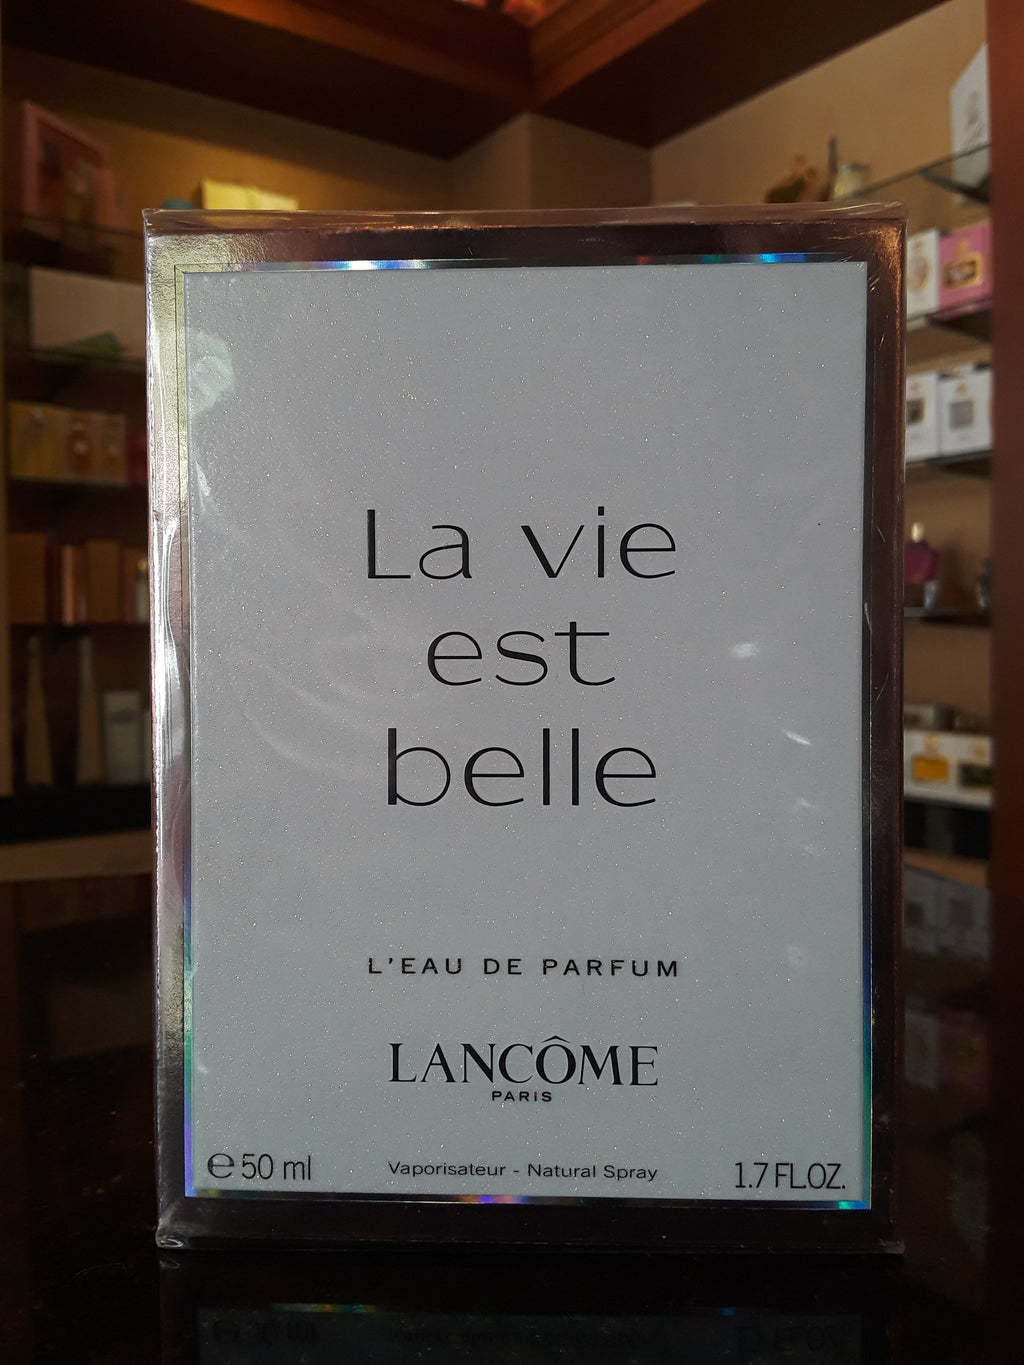 La vie
est
belle
L'EAU DE PARFUM
LANCÔME
PARIS
℮50 ml Vaporisateur - Natural Spray 1.7 FL.OZ.